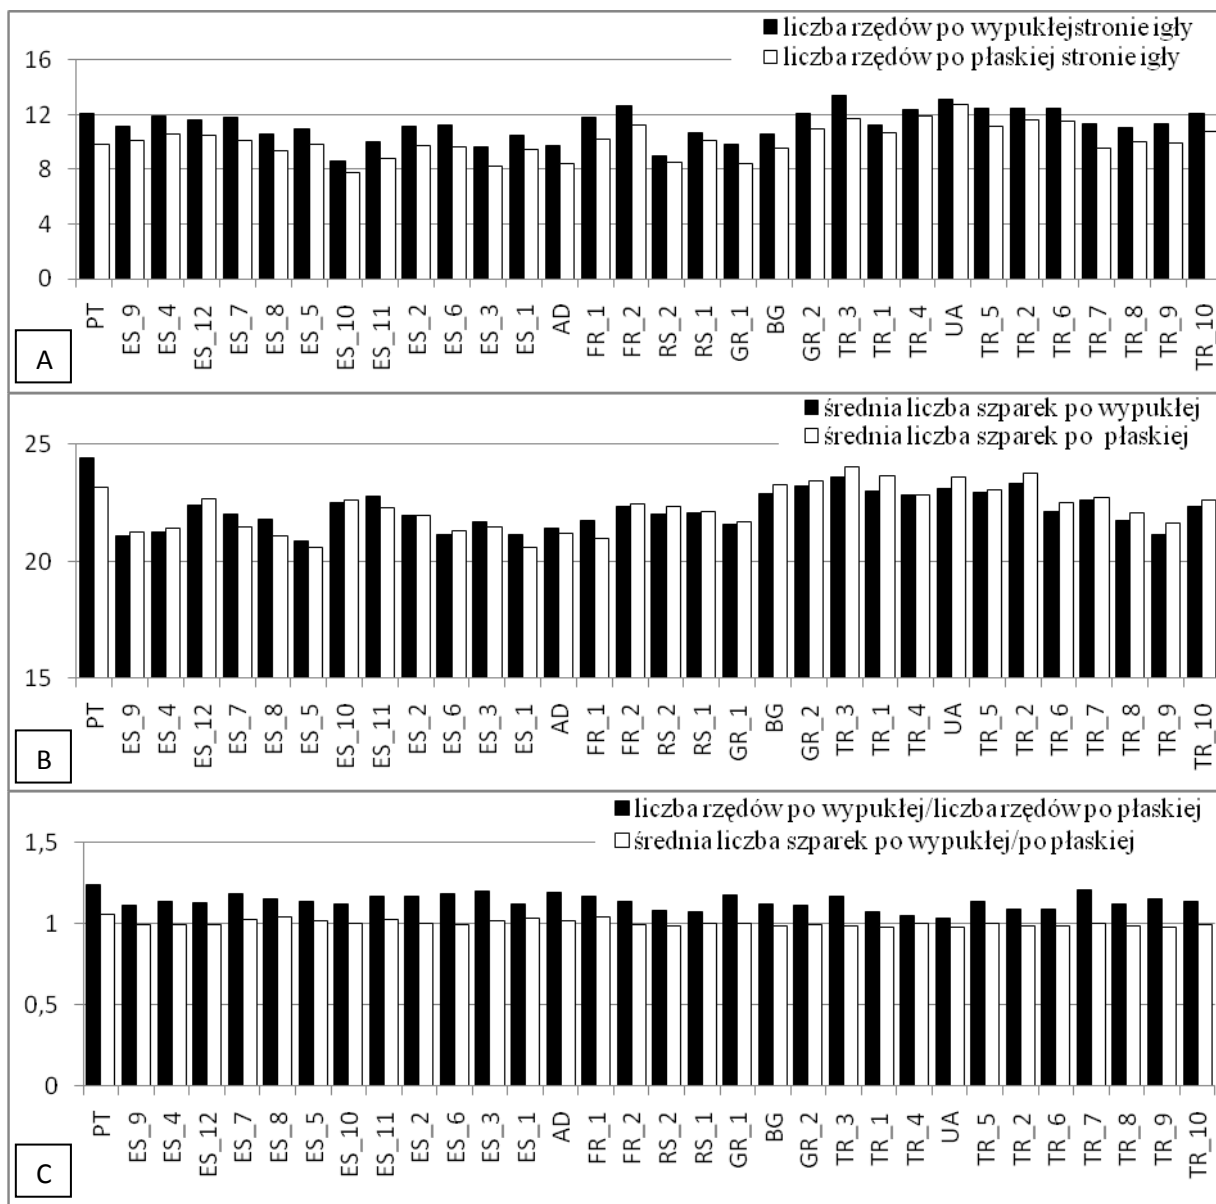 liczba rzędów po wypukłejstronie igły
liczba rzędów po płaskiej stronie igły
16
12
8
4
0
PT ES_9 ES_4 ES_12 ES_7 ES_8 ES_5 ES_10 ES_11 ES_2 ES_6 ES_3 ES_1 AD FR_1 FR_2 RS_2 RS_1 GR_1 BG GR_2 TR_3 TR_1 TR_4 UA TR_5 TR_2 TR_6 TR_7 TR_8 TR_9 TR_10
A
średnia liczba szparek po wypukłej
średnia liczba szparek po płaskiej
25
20
15
PT ES_9 ES_4 ES_12 ES_7 ES_8 ES_5 ES_10 ES_11 ES_2 ES_6 ES_3 ES_1 AD FR_1 FR_2 RS_2 RS_1 GR_1 BG GR_2 TR_3 TR_1 TR_4 UA TR_5 TR_2 TR_6 TR_7 TR_8 TR_9 TR_10
B
liczba rzędów po wypukłej/liczba rzędów po płaskiej
średnia liczba szparek po wypukłej/po płaskiej
1,5
1
0,5
0
PT ES_9 ES_4 ES_12 ES_7 ES_8 ES_5 ES_10 ES_11 ES_2 ES_6 ES_3 ES_1 AD FR_1 FR_2 RS_2 RS_1 GR_1 BG GR_2 TR_3 TR_1 TR_4 UA TR_5 TR_2 TR_6 TR_7 TR_8 TR_9 TR_10
C